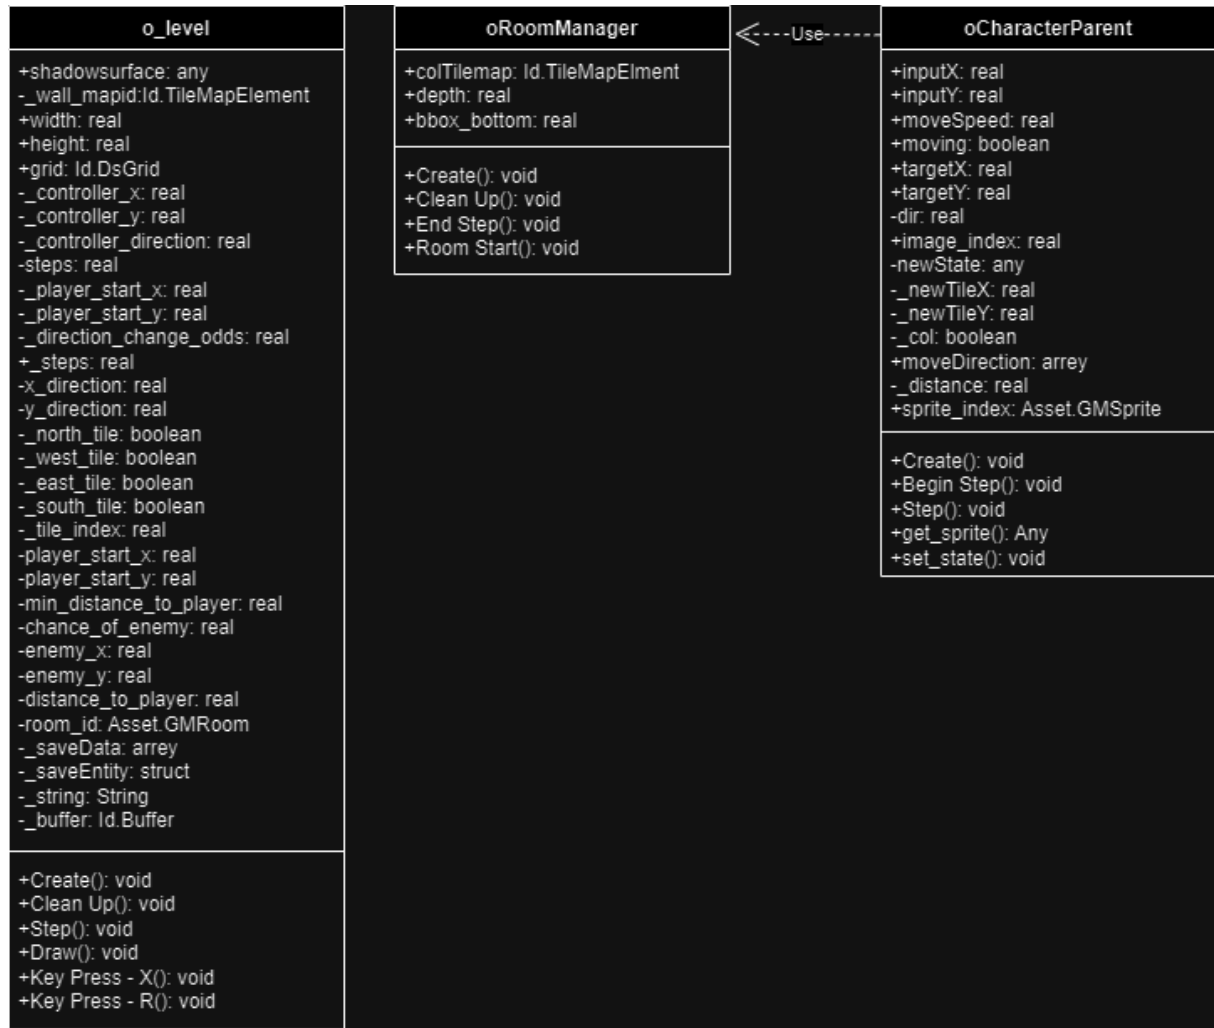 o_level
+shadowsurface: any
-_wall_mapid:Id.TileMapElement
+width: real
+height: real
+grid: Id.DsGrid
-_controller_x: real
-_controller_y: real
-_controller_direction: real
-steps: real
-_player_start_x: real
-_player_start_y: real
-_direction_change_odds: real
+_steps: real
-x_direction: real
-y_direction: real
-_north_tile: boolean
-_west_tile: boolean
-_east_tile: boolean
-_south_tile: boolean
-_tile_index: real
-player_start_x: real
-player_start_y: real
-min_distance_to_player: real
-chance_of_enemy: real
-enemy_x: real
-enemy_y: real
-distance_to_player: real
-room_id: Asset.GMRoom
-_saveData: arrey
-_saveEntity: struct
-_string: String
-_buffer: Id.Buffer
+Create(): void
+Clean Up(): void
+Step(): void
+Draw(): void
+Key Press - X(): void
+Key Press - R(): void
oRoomManager
+colTilemap: Id.TileMapElment
+depth: real
+bbox_bottom: real
+Create(): void
+Clean Up(): void
+End Step(): void
+Room Start(): void
Use
oCharacterParent
+inputX: real
+inputY: real
+moveSpeed: real
+moving: boolean
+targetX: real
+targetY: real
-dir: real
+image_index: real
-newState: any
-_newTileX: real
-_newTileY: real
-_col: boolean
+moveDirection: arrey
-_distance: real
+sprite_index: Asset.GMSprite
+Create(): void
+Begin Step(): void
+Step(): void
+get_sprite(): Any
+set_state(): void